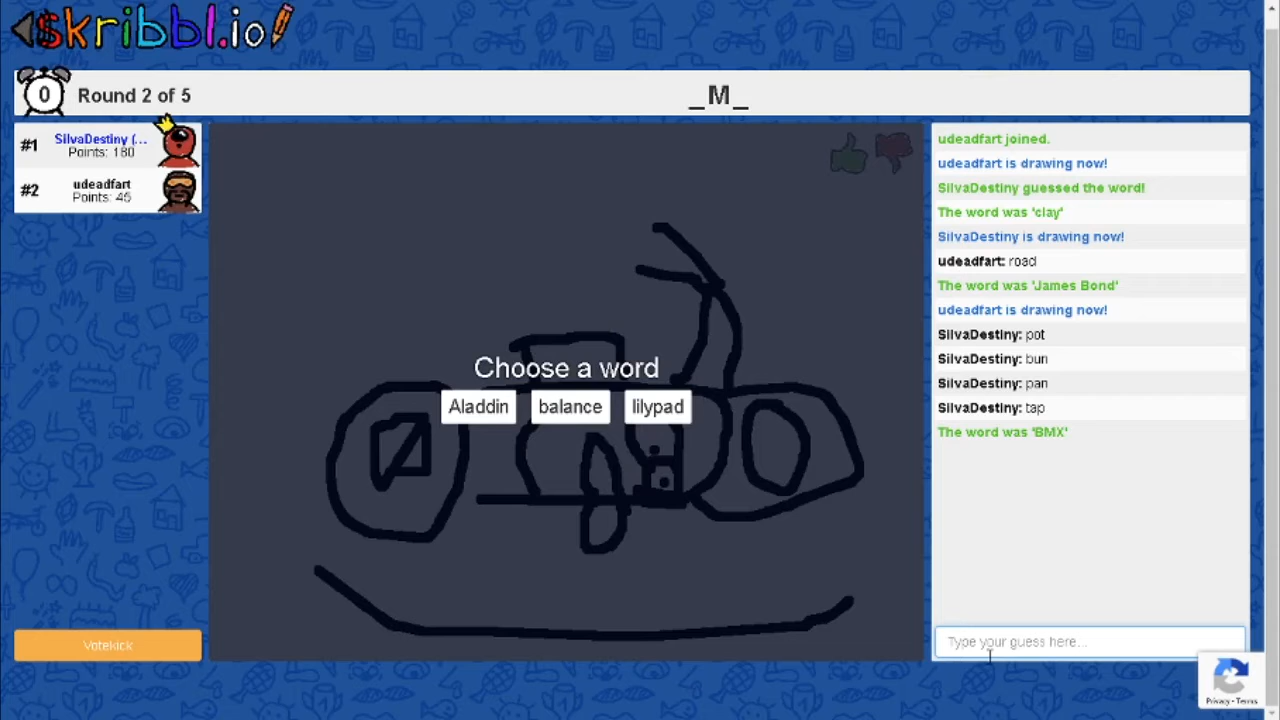 skribbl.io
0
Round 2 of 5
_M_
#1
SilvaDestiny (...
Points: 180
#2
udeadfart
Points: 45
Choose a word
Aladdin
balance
lilypad
udeadfart joined.
udeadfart is drawing now!
SilvaDestiny guessed the word!
The word was 'clay'
SilvaDestiny is drawing now!
udeadfart: road
The word was 'James Bond'
udeadfart is drawing now!
SilvaDestiny: pot
SilvaDestiny: bun
SilvaDestiny: pan
SilvaDestiny: tap
The word was 'BMX'
Votekick
Type your guess here...
Privacy - Terms